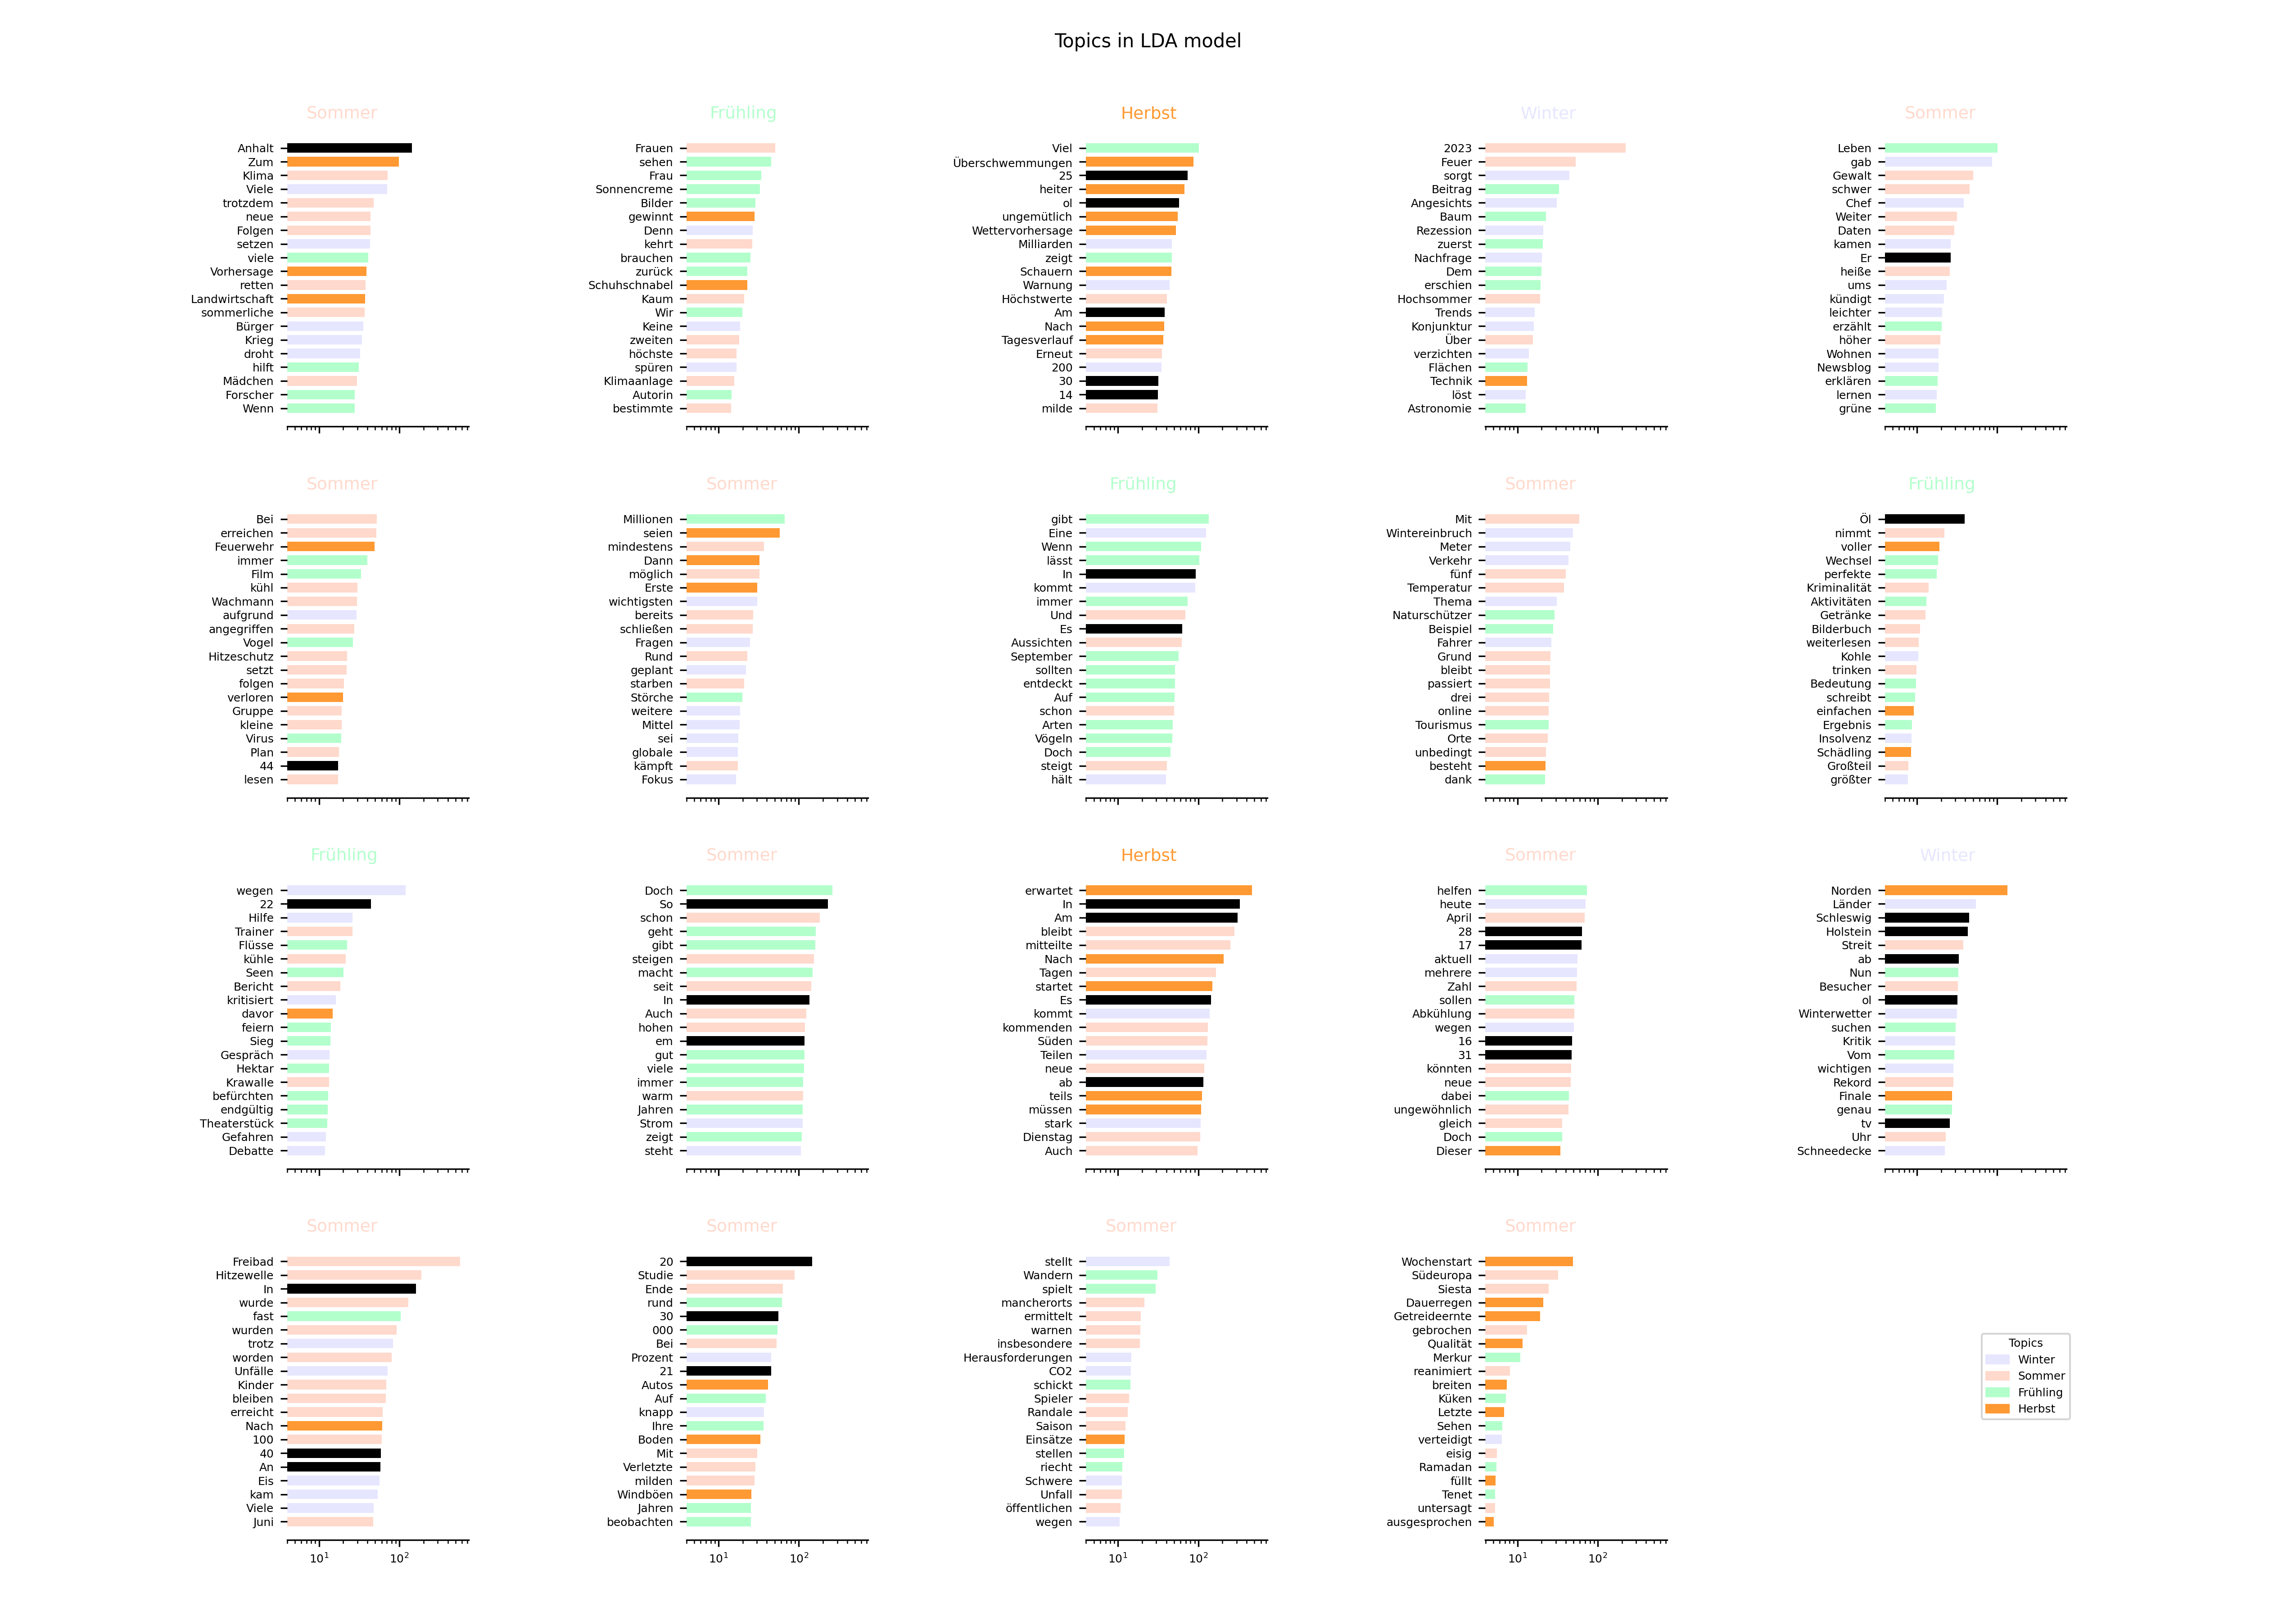 Topics in LDA model
Sommer
Anhalt
Zum
Klima
Viele
trotzdem
neue
Folgen
setzen
viele
Vorhersage
retten
Landwirtschaft
sommerliche
Bürger
Krieg
droht
hilft
Mädchen
Forscher
Wenn
Frühling
Frauen
sehen
Frau
Sonnencreme
Bilder
gewinnt
Denn
kehrt
brauchen
zurück
Schuhschnabel
Kaum
Wir
Keine
zweiten
höchste
spüren
Klimaanlage
Autorin
bestimmte
Herbst
Viel
Überschwemmungen
25
heiter
ol
ungemütlich
Wettervorhersage
Milliarden
zeigt
Schauern
Warnung
Höchstwerte
Am
Nach
Tagesverlauf
Erneut
200
30
14
milde
Winter
2023
Feuer
sorgt
Beitrag
Angesichts
Baum
Rezession
zuerst
Nachfrage
Dem
erschien
Hochsommer
Trends
Konjunktur
Über
verzichten
Flächen
Technik
löst
Astronomie
Sommer
Leben
gab
Gewalt
schwer
Chef
Weiter
Daten
kamen
Er
heiße
ums
kündigt
leichter
erzählt
höher
Wohnen
Newsblog
erklären
lernen
grüne
Sommer
Bei
erreichen
Feuerwehr
immer
Film
kühl
Wachmann
aufgrund
angegriffen
Vogel
Hitzeschutz
setzt
folgen
verloren
Gruppe
kleine
Virus
Plan
44
lesen
Sommer
Millionen
seien
mindestens
Dann
möglich
Erste
wichtigsten
bereits
schließen
Fragen
Rund
geplant
starben
Störche
weitere
Mittel
sei
globale
kämpft
Fokus
Frühling
gibt
Eine
Wenn
lässt
In
kommt
immer
Und
Es
Aussichten
September
sollten
entdeckt
Auf
schon
Arten
Vögeln
Doch
steigt
hält
Sommer
Mit
Wintereinbruch
Meter
Verkehr
fünf
Temperatur
Thema
Naturschützer
Beispiel
Fahrer
Grund
bleibt
passiert
drei
online
Tourismus
Orte
unbedingt
besteht
dank
Frühling
Öl
nimmt
voller
Wechsel
perfekte
Kriminalität
Aktivitäten
Getränke
Bilderbuch
weiterlesen
Kohle
trinken
Bedeutung
schreibt
einfachen
Ergebnis
Insolvenz
Schädling
Großteil
größter
Frühling
wegen
22
Hilfe
Trainer
Flüsse
kühle
Seen
Bericht
kritisiert
davor
feiern
Sieg
Gespräch
Hektar
Krawalle
befürchten
endgültig
Theaterstück
Gefahren
Debatte
Sommer
Doch
So
schon
geht
gibt
steigen
macht
seit
In
Auch
hohen
em
gut
viele
immer
warm
Jahren
Strom
zeigt
steht
Herbst
erwartet
In
Am
bleibt
mitteilte
Nach
Tagen
startet
Es
kommt
kommenden
Süden
Teilen
neue
ab
teils
müssen
stark
Dienstag
Auch
Sommer
helfen
heute
April
28
17
aktuell
mehrere
Zahl
sollen
Abkühlung
wegen
16
31
könnten
neue
dabei
ungewöhnlich
gleich
Doch
Dieser
Winter
Norden
Länder
Schleswig
Holstein
Streit
ab
Nun
Besucher
ol
Winterwetter
suchen
Kritik
Vom
wichtigen
Rekord
Finale
genau
tv
Uhr
Schneedecke
Sommer
Freibad
Hitzewelle
In
wurde
fast
wurden
trotz
worden
Unfälle
Kinder
bleiben
erreicht
Nach
100
40
An
Eis
kam
Viele
Juni
10¹ 10²
Sommer
20
Studie
Ende
rund
30
000
Bei
Prozent
21
Autos
Auf
knapp
Ihre
Boden
Mit
Verletzte
milden
Windböen
Jahren
beobachten
10¹ 10²
Sommer
stellt
Wandern
spielt
mancherorts
ermittelt
warnen
insbesondere
Herausforderungen
CO2
schickt
Spieler
Randale
Saison
Einsätze
stellen
riecht
Schwere
Unfall
öffentlichen
wegen
10¹ 10²
Sommer
Wochenstart
Südeuropa
Siesta
Dauerregen
Getreideernte
gebrochen
Qualität
Merkur
reanimiert
breiten
Küken
Letzte
Sehen
verteidigt
eisig
Ramadan
füllt
Tenet
untersagt
ausgesprochen
10¹ 10²
Topics
Winter
Sommer
Frühling
Herbst